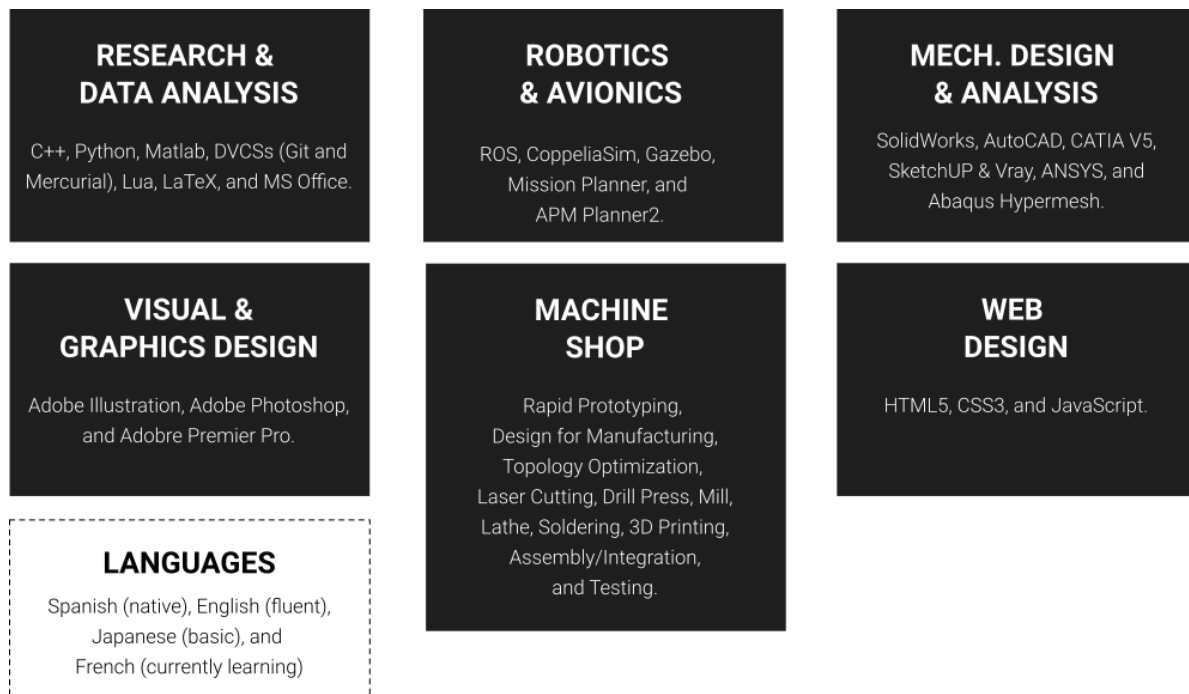 RESEARCH &
DATA ANALYSIS
C++, Python, Matlab, DVCSs (Git and
Mercurial), Lua, LaTeX, and MS Office.
ROBOTICS
& AVIONICS
ROS, CoppeliaSim, Gazebo,
Mission Planner, and
APM Planner2.
MECH. DESIGN
& ANALYSIS
SolidWorks, AutoCAD, CATIA V5,
SketchUP & Vray, ANSYS, and
Abaqus Hypermesh.
VISUAL &
GRAPHICS DESIGN
Adobe Illustration, Adobe Photoshop,
and Adobre Premier Pro.
MACHINE
SHOP
Rapid Prototyping,
Design for Manufacturing,
Topology Optimization,
Laser Cutting, Drill Press, Mill,
Lathe, Soldering, 3D Printing,
Assembly/Integration,
and Testing.
WEB
DESIGN
HTML5, CSS3, and JavaScript.
LANGUAGES
Spanish (native), English (fluent),
Japanese (basic), and
French (currently learning)